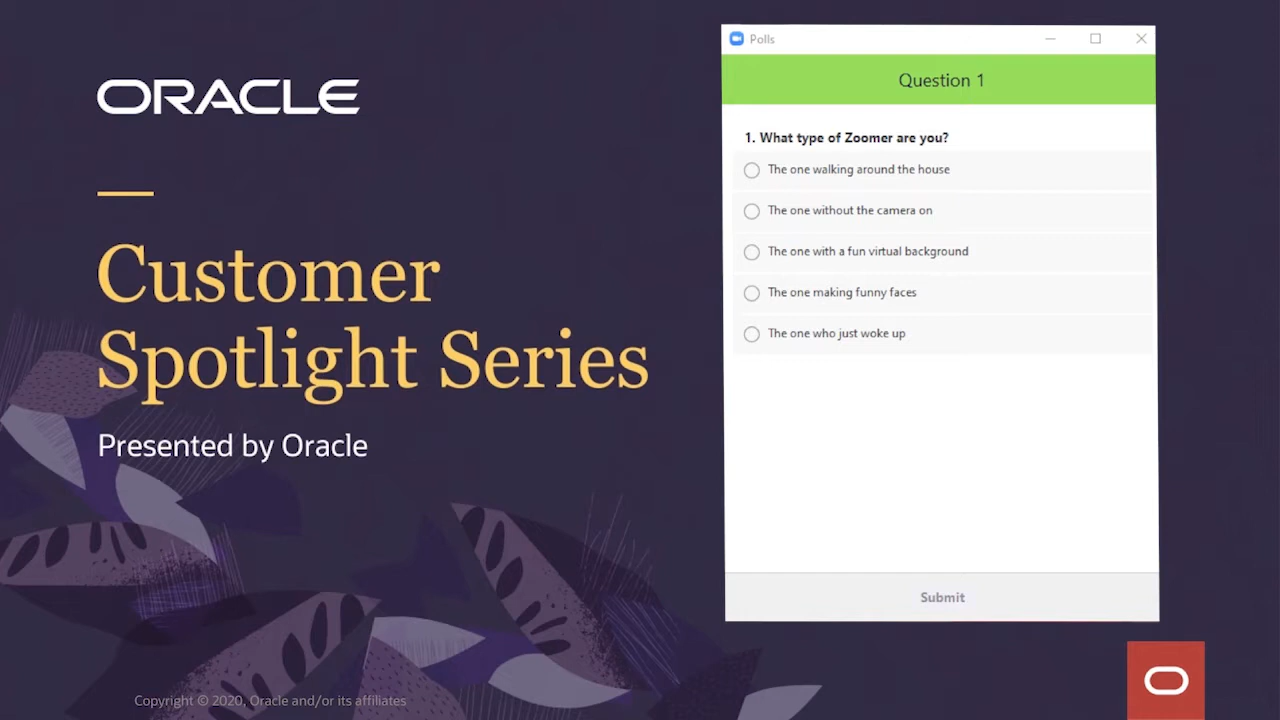 ORACLE
Customer
Spotlight Series
Presented by Oracle
Copyright © 2020, Oracle and/or its affiliates
Polls
Question 1
1. What type of Zoomer are you?
The one walking around the house
The one without the camera on
The one with a fun virtual background
The one making funny faces
The one who just woke up
Submit